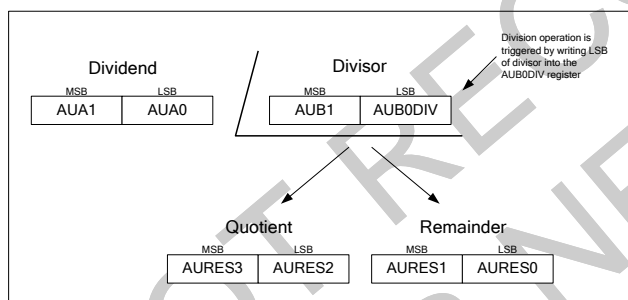 Division operation is
triggered by writing LSB
of divisor into the
AUB0DIV register
Dividend
Divisor
MSB LSB
AUA1 AUA0
MSB LSB
AUB1 AUB0DIV
Quotient
Remainder
MSB LSB
AURES3 AURES2
MSB LSB
AURES1 AURES0